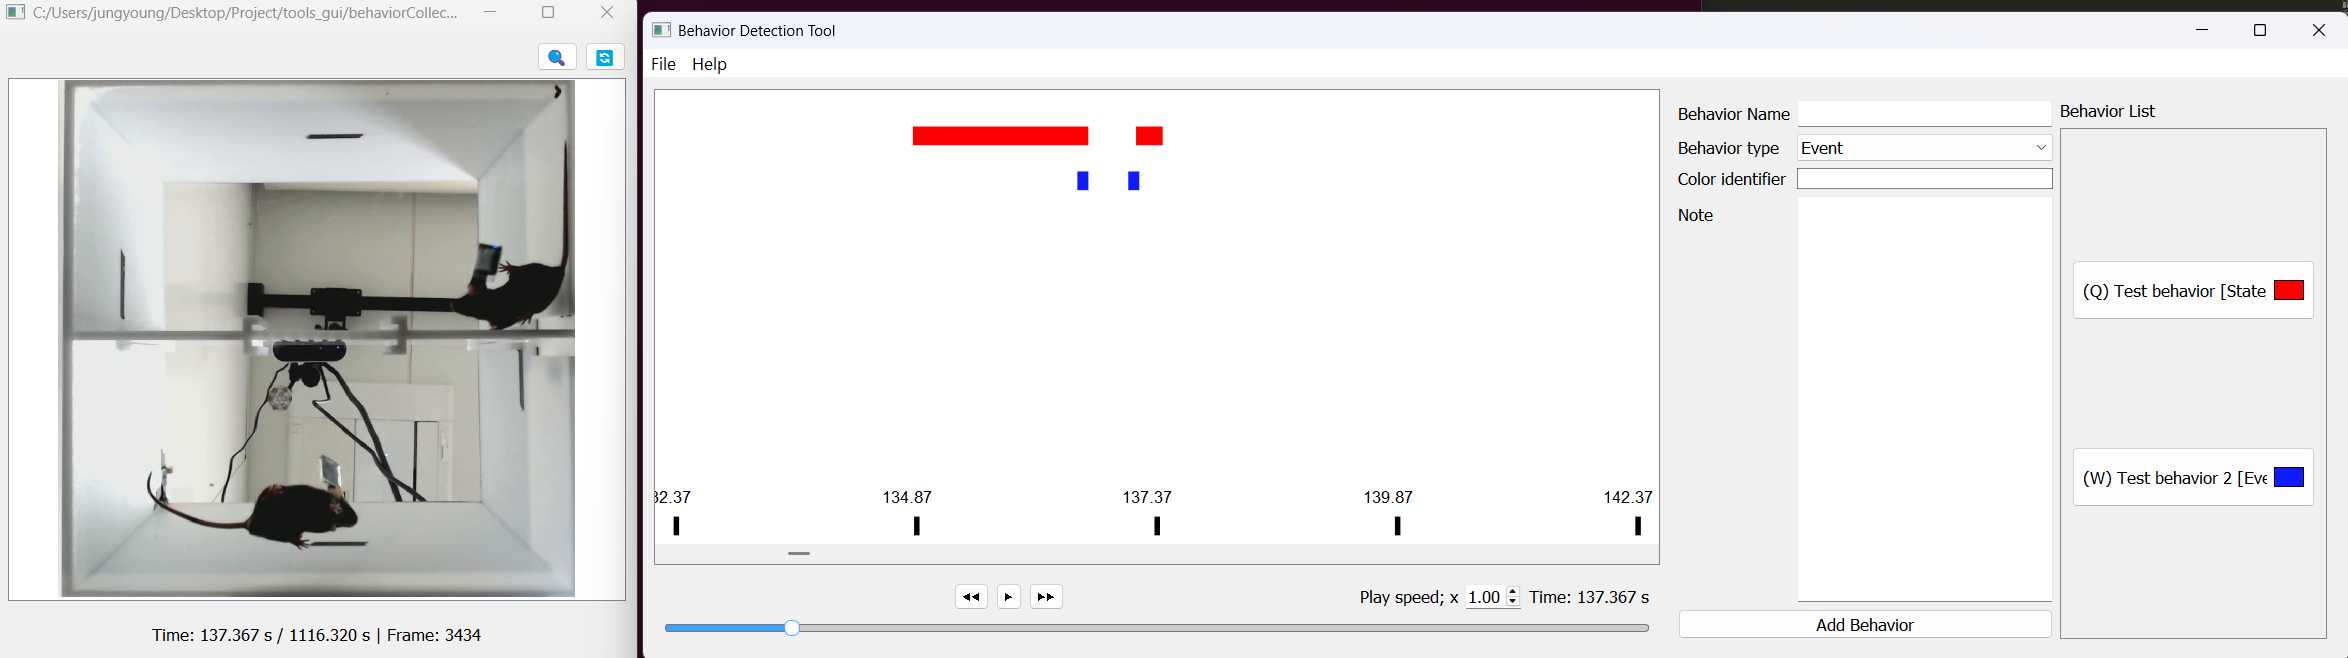 C:/Users/jungyoung/Desktop/Project/tools_gui/behaviorCollec...
Time: 137.367 s / 1116.320 s | Frame: 3434
Behavior Detection Tool
File Help
32.37 134.87 137.37 139.87 142.37
Play speed; x 1.00 Time: 137.367 s
Behavior Name
Behavior type Event
Color identifier
Note
Add Behavior
Behavior List
(Q) Test behavior [State
(W) Test behavior 2 [Eve